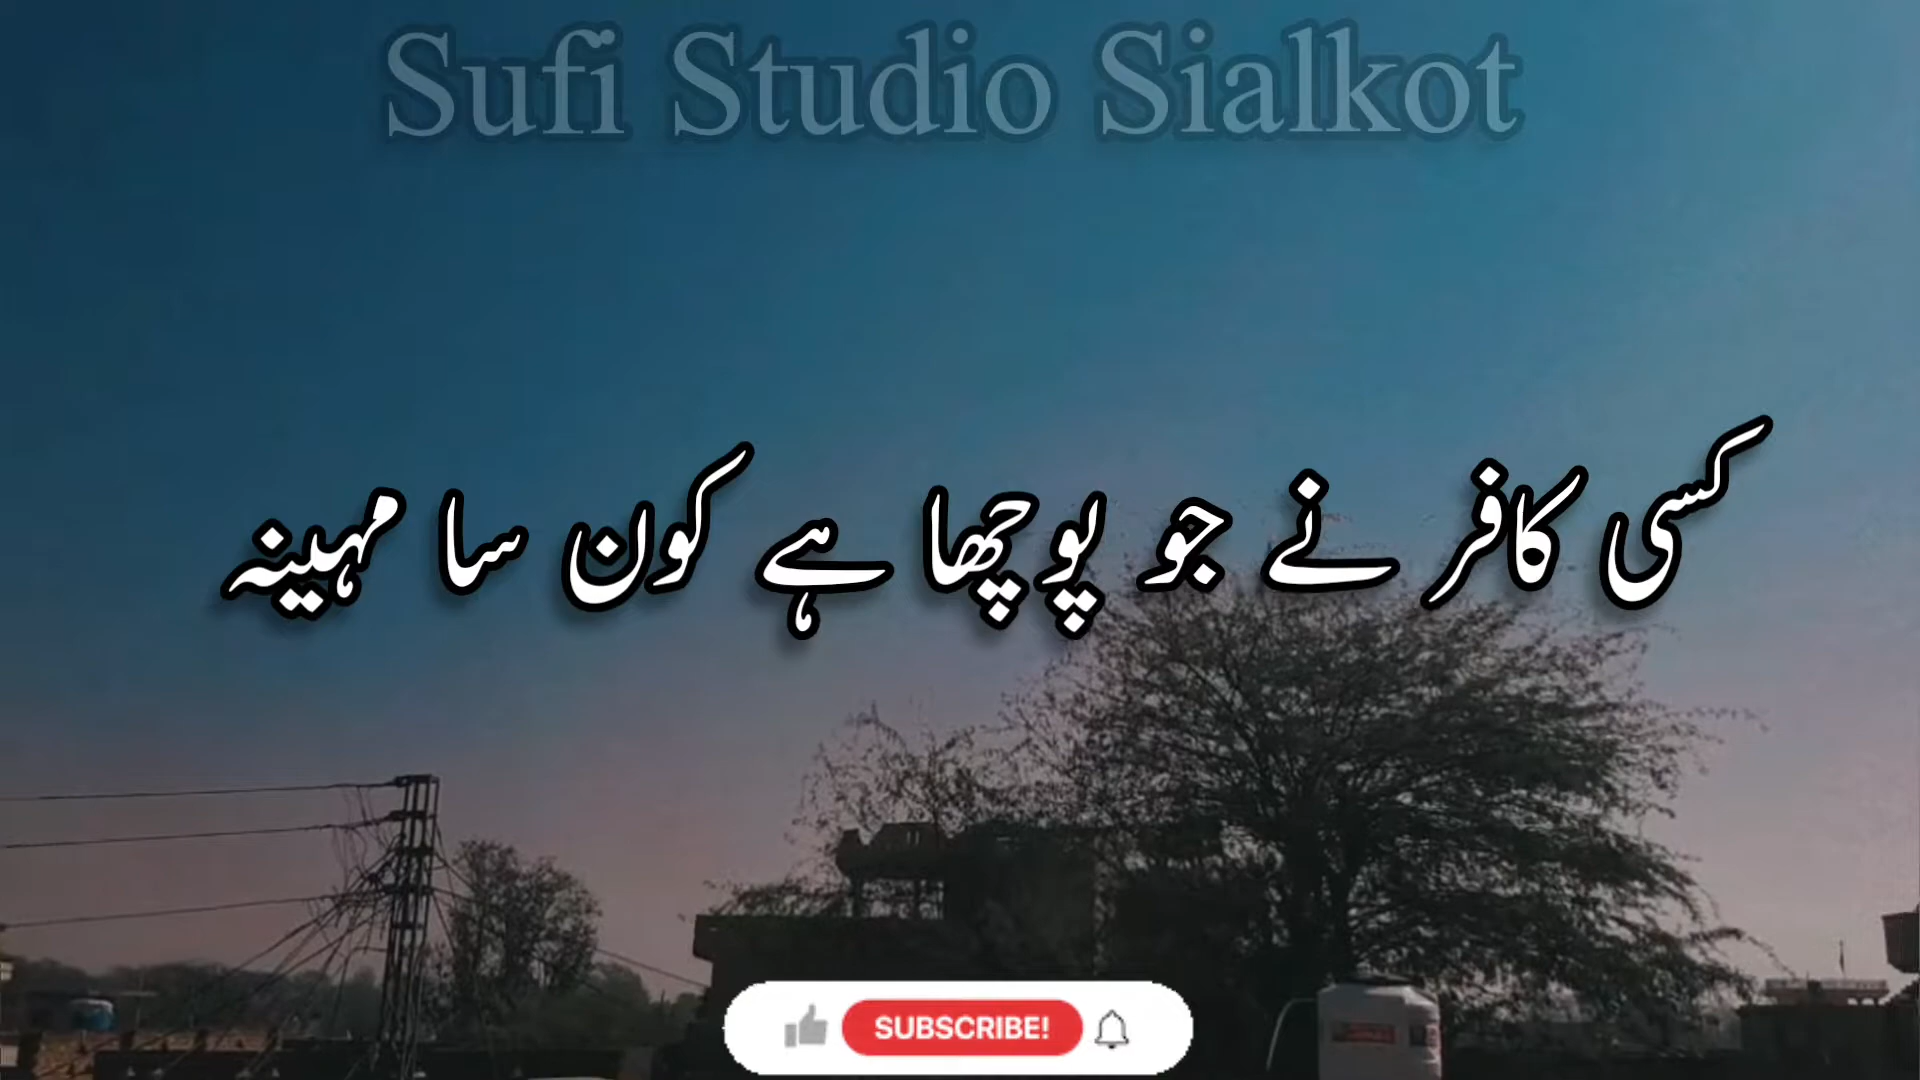 Sufi Studio Sialkot
کسی کافر نے جو پوچھا ہے کون سا مہینہ
SUBSCRIBE!